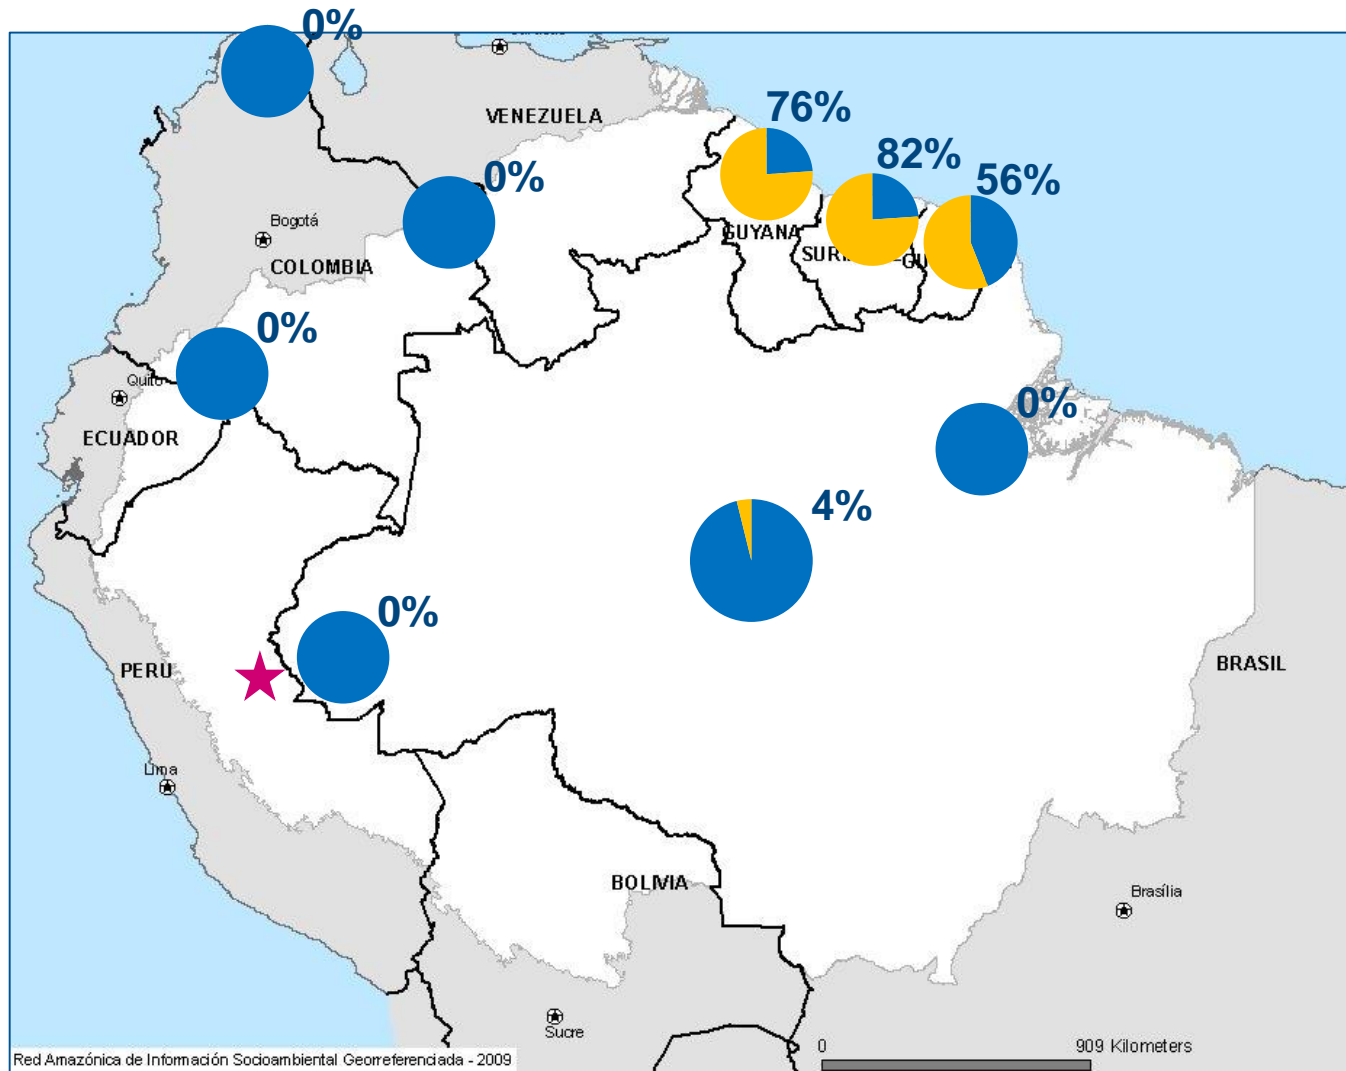 0%
VENEZUELA
76%
0%
82%
56%
Bogotá
COLOMBIA
GUYANA
0%
Quito
ECUADOR
0%
4%
0%
PERU
BRASIL
Lima
BOLIVIA
Brasília
Sucre
0
909 Kilometers
Red Amazónica de Información Socioambiental Georreferenciada - 2009